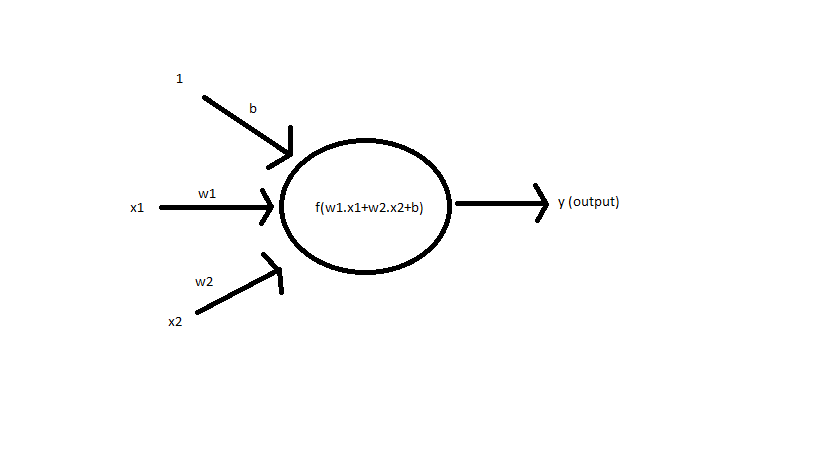 1
b
w1
x1
f(w1.x1+w2.x2+b)
y (output)
w2
x2